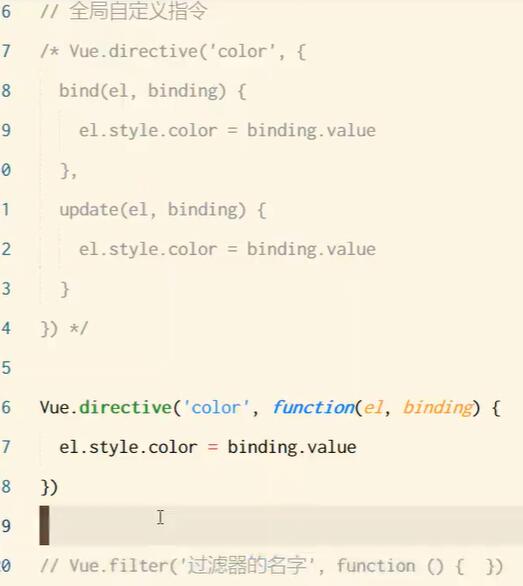 6 // 全局自定义指令
7 /* Vue.directive('color', {
8 bind(el, binding) {
9 el.style.color = binding.value
0 },
1 update(el, binding) {
2 el.style.color = binding.value
3 }
4 }) */
5
6 Vue.directive('color', function(el, binding) {
7 el.style.color = binding.value
8 })
9
0 // Vue.filter('过滤器的名字', function () {  })